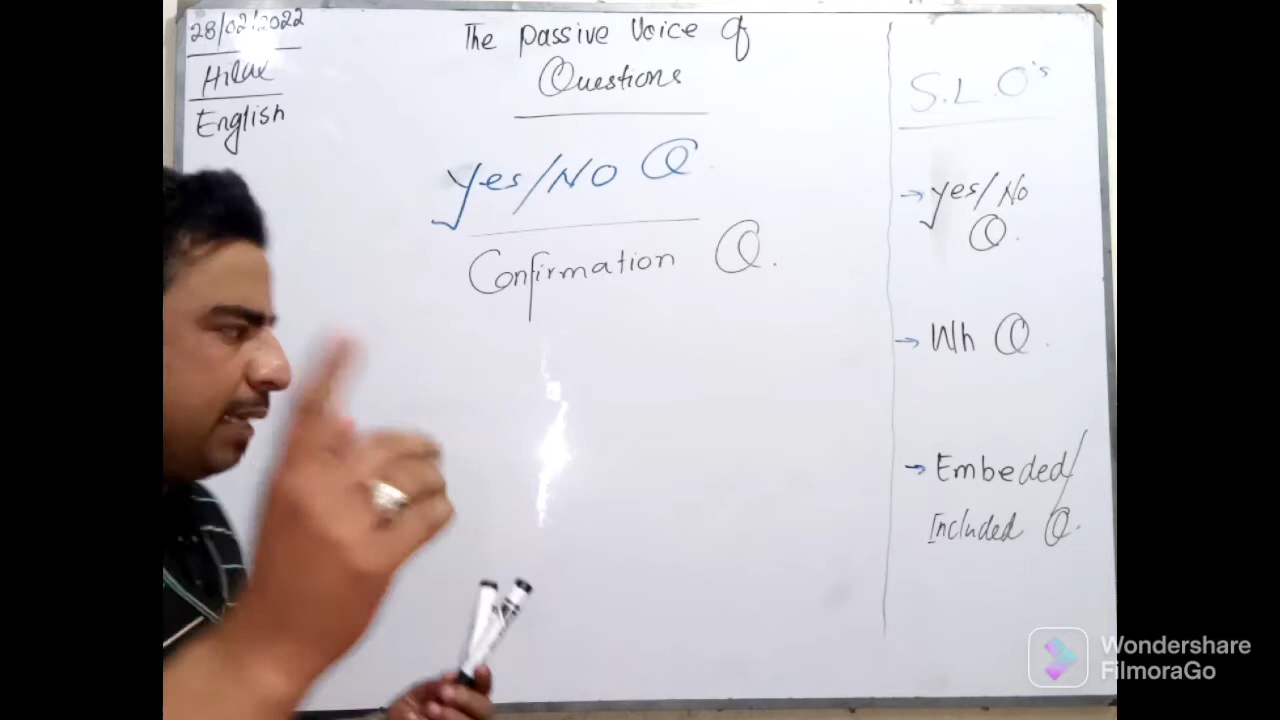 28/02/2022
Hilal
English
The Passive Voice of
Questions
Yes/No Q.
Confirmation Q.
S.L.O's
→ Yes/No
Q.
→ Wh Q.
→ Embeded/
Included Q.
Wondershare
FilmoraGo